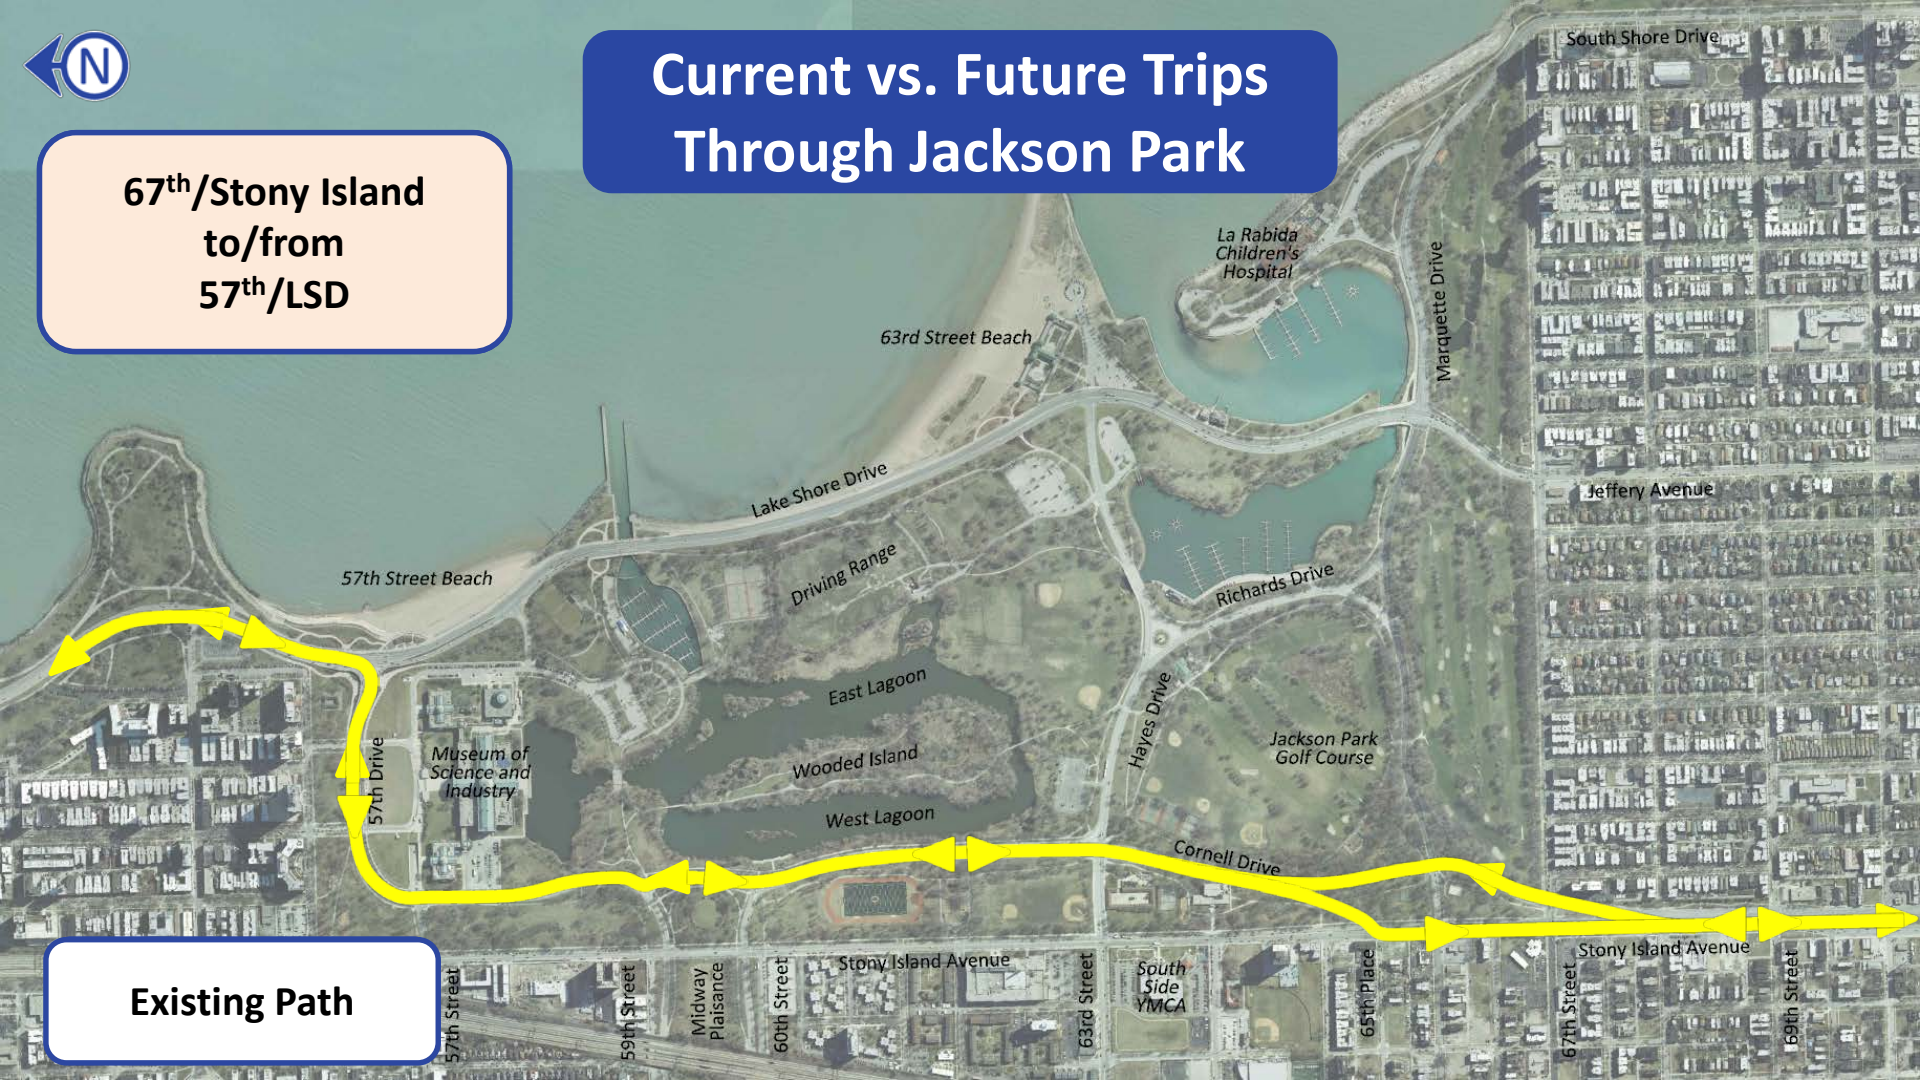 N
Current vs. Future Trips
Through Jackson Park
67th/Stony Island
to/from
57th/LSD
South Shore Drive
La Rabida
Children's
Hospital
Marquette Drive
63rd Street Beach
Lake Shore Drive
Jeffery Avenue
57th Street Beach
Driving Range
Richards Drive
East Lagoon
Hayes Drive
Museum of
Science and
Industry
57th Drive
Wooded Island
Jackson Park
Golf Course
West Lagoon
Cornell Drive
Stony Island Avenue
Stony Island Avenue
Existing Path
57th Street
59th Street
Midway
Plaisance
60th Street
63rd Street
South
Side
YMCA
65th Place
67th Street
69th Street